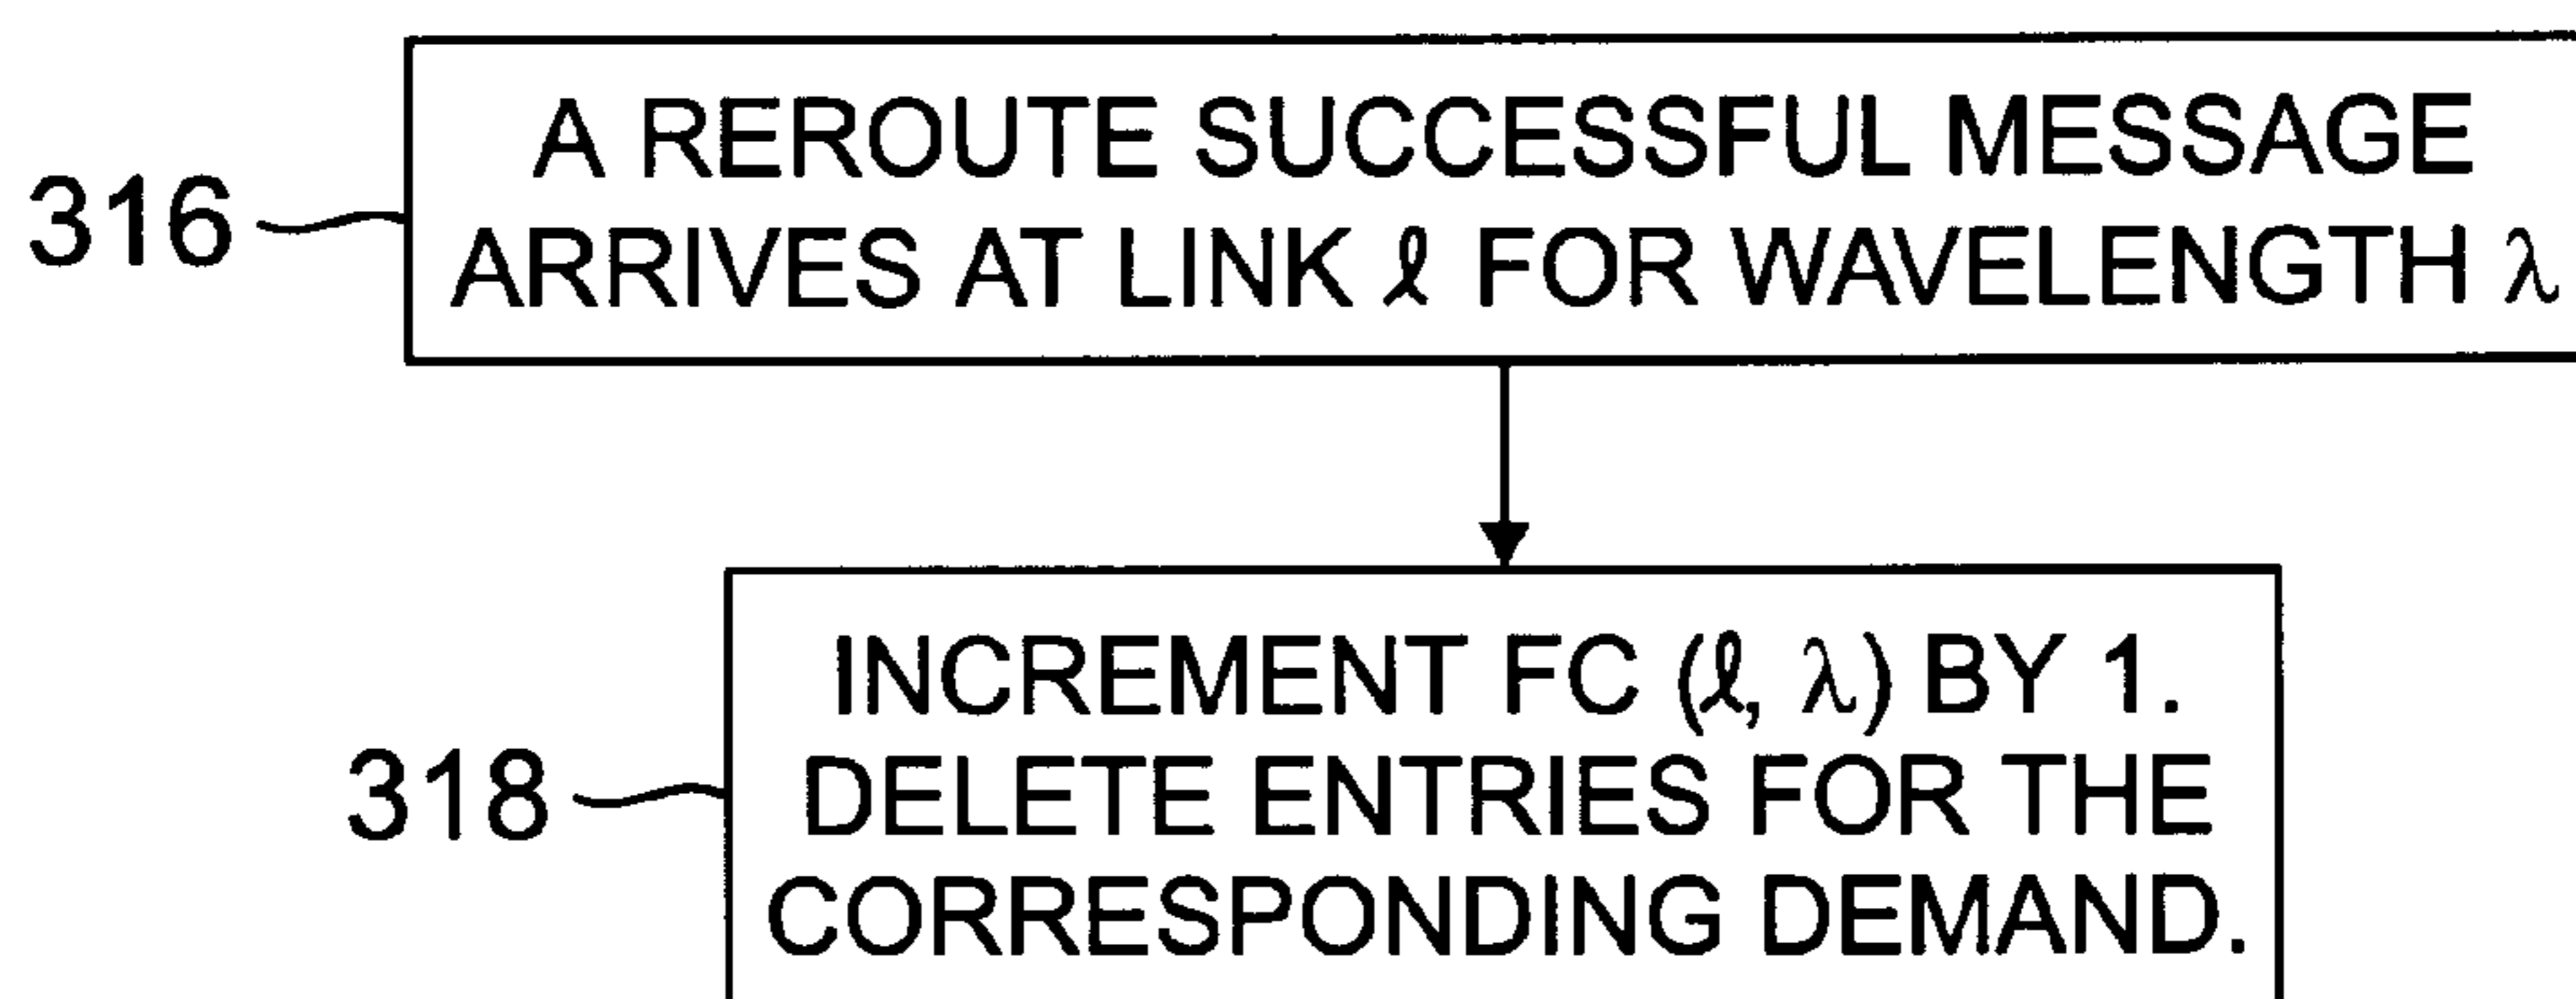 A REROUTE SUCCESSFUL MESSAGE
316 ARRIVES AT LINK ℓ FOR WAVELENGTH λ
INCREMENT FC (ℓ, λ) BY 1.
318 DELETE ENTRIES FOR THE
CORRESPONDING DEMAND.